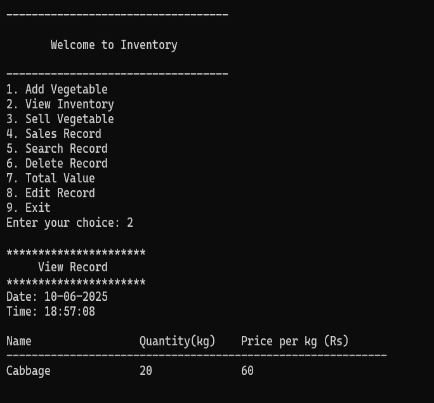 -----------------------------------
Welcome to Inventory
-----------------------------------
1. Add Vegetable
2. View Inventory
3. Sell Vegetable
4. Sales Record
5. Search Record
6. Delete Record
7. Total Value
8. Edit Record
9. Exit
Enter your choice: 2
**********************
View Record
**********************
Date: 10-06-2025
Time: 18:57:08
Name Quantity(kg) Price per kg (Rs)
------------------------------------------------------------
Cabbage 20 60